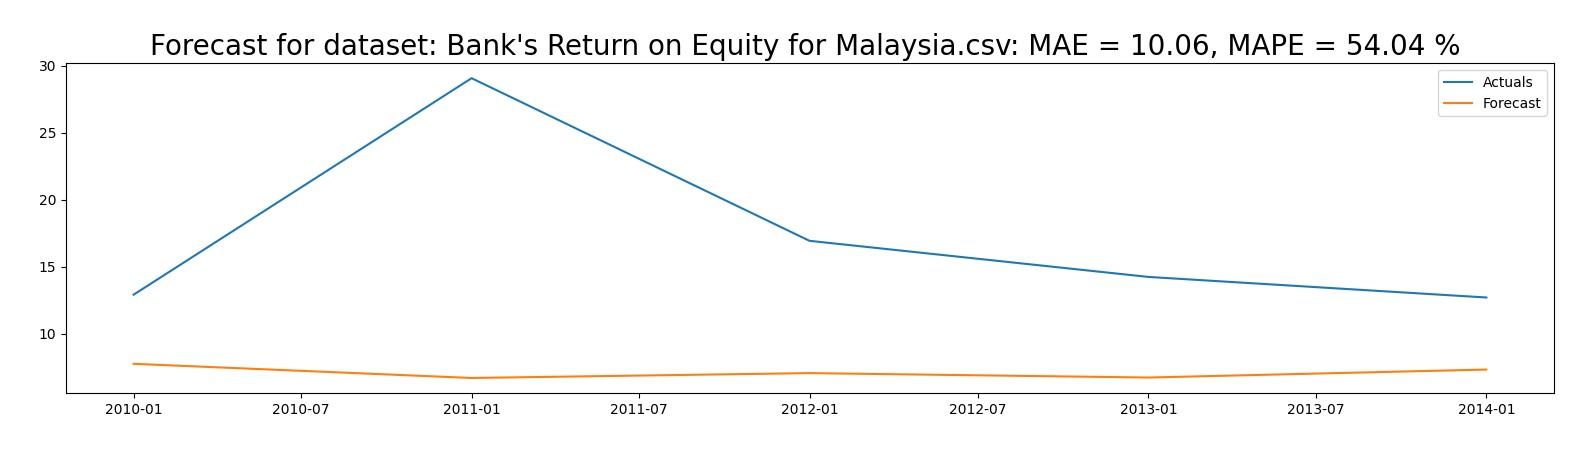 Forecast for dataset: Bank's Return on Equity for Malaysia.csv: MAE = 10.06, MAPE = 54.04 %
30
25
20
15
10
Actuals
Forecast
2010-01 2010-07 2011-01 2011-07 2012-01 2012-07 2013-01 2013-07 2014-01